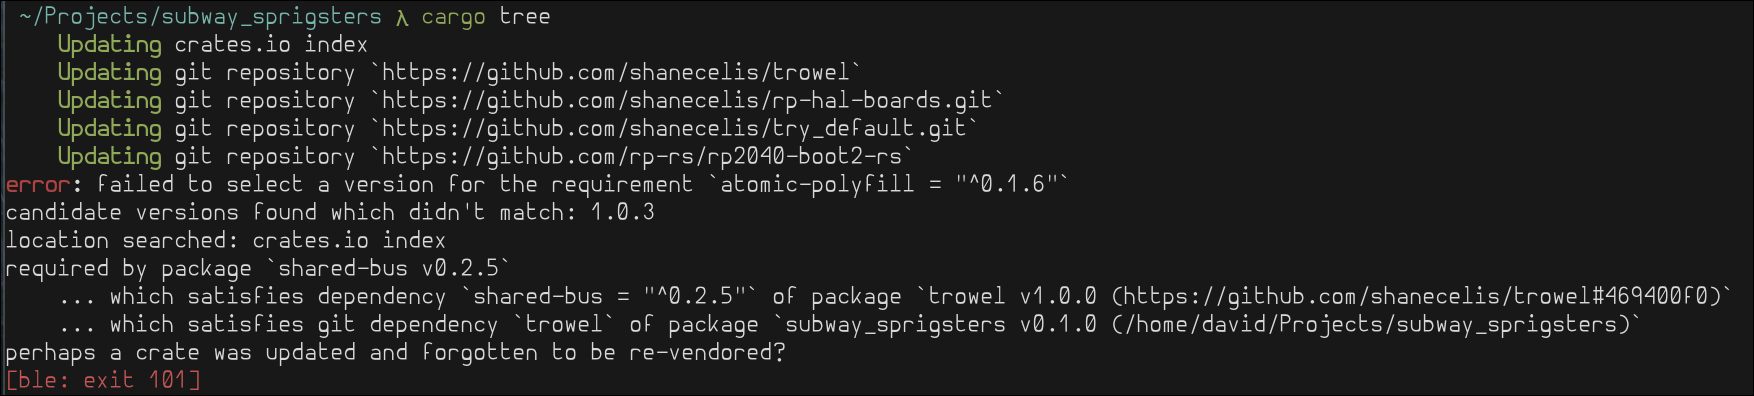 ~/Projects/subway_sprigsters λ cargo tree
    Updating crates.io index
    Updating git repository `https://github.com/shanecelis/trowel`
    Updating git repository `https://github.com/shanecelis/rp-hal-boards.git`
    Updating git repository `https://github.com/shanecelis/try_default.git`
    Updating git repository `https://github.com/rp-rs/rp2040-boot2-rs`
error: failed to select a version for the requirement `atomic-polyfill = "^0.1.6"`
candidate versions found which didn't match: 1.0.3
location searched: crates.io index
required by package `shared-bus v0.2.5`
    ... which satisfies dependency `shared-bus = "^0.2.5"` of package `trowel v1.0.0 (https://github.com/shanecelis/trowel#469400f0)`
    ... which satisfies git dependency `trowel` of package `subway_sprigsters v0.1.0 (/home/david/Projects/subway_sprigsters)`
perhaps a crate was updated and forgotten to be re-vendored?
[ble: exit 101]